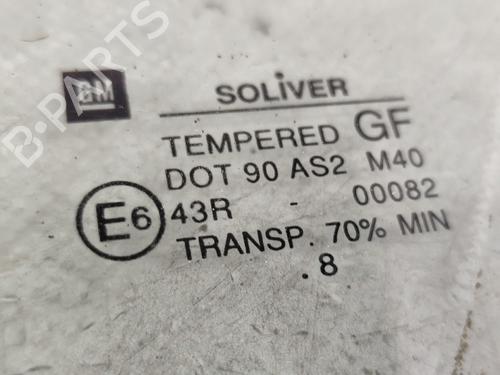 GM
SOLIVER
TEMPERED GF
DOT 90 AS2 M40
E6 43R - 00082
TRANSP. 70% MIN
.8
B-PARTS